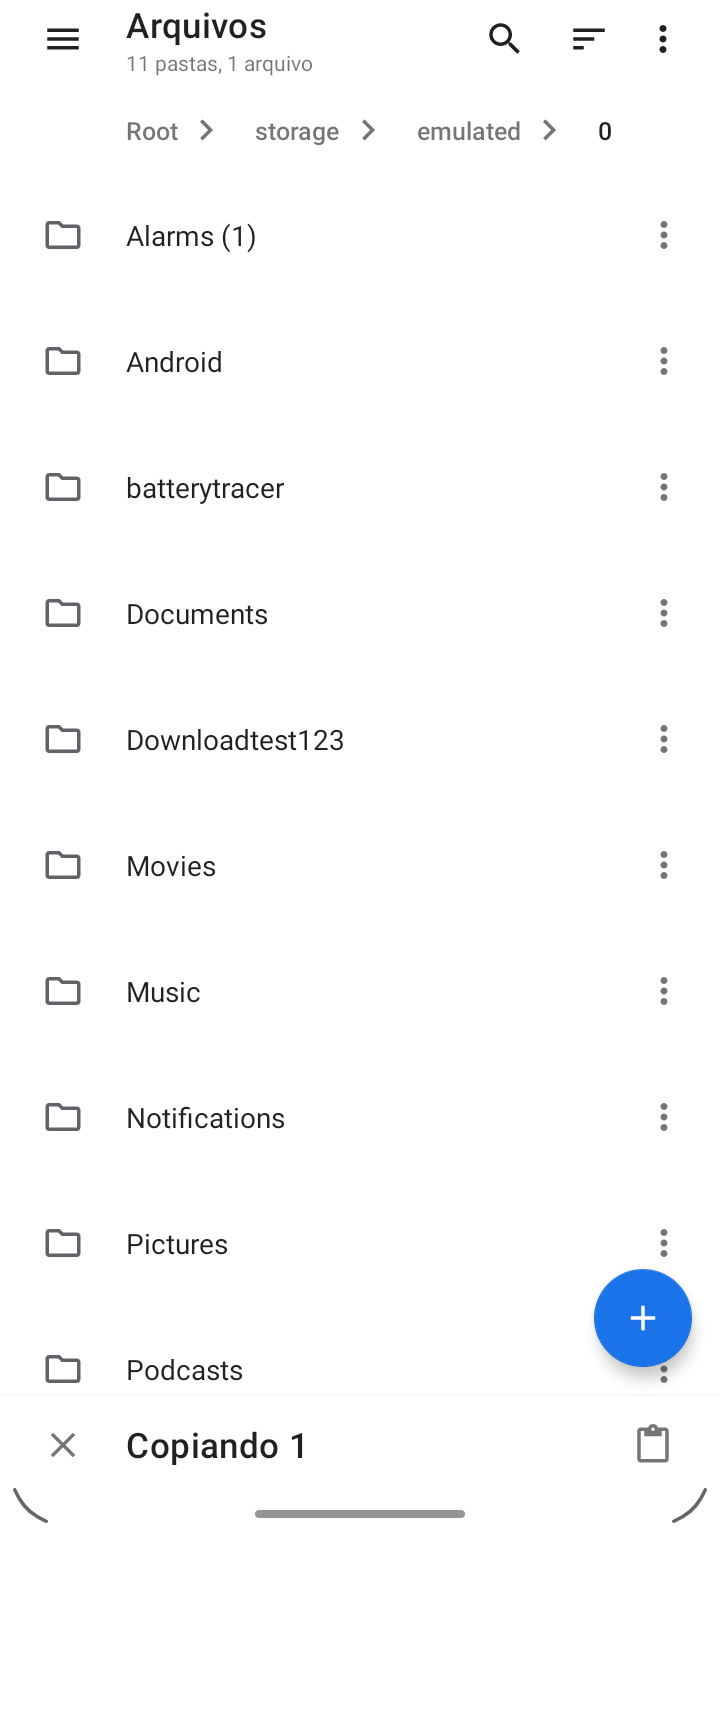 Arquivos
11 pastas, 1 arquivo
Root storage emulated 0
Alarms (1)
Android
batterytracer
Documents
Downloadtest123
Movies
Music
Notifications
Pictures
Podcasts
Copiando 1